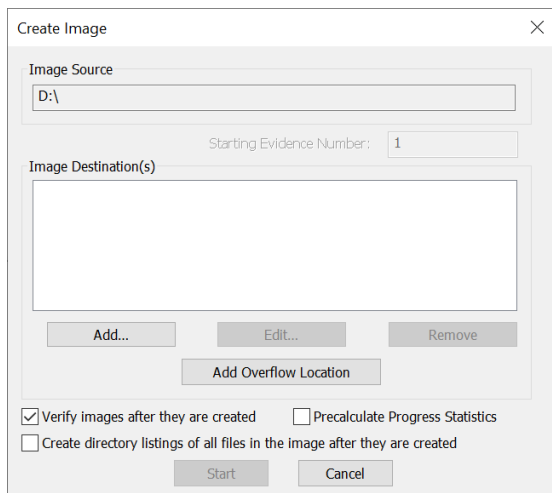 Create Image
Image Source
D:\
Starting Evidence Number: 1
Image Destination(s)
Add... Edit... Remove
Add Overflow Location
Verify images after they are created Precalculate Progress Statistics
Create directory listings of all files in the image after they are created
Start Cancel